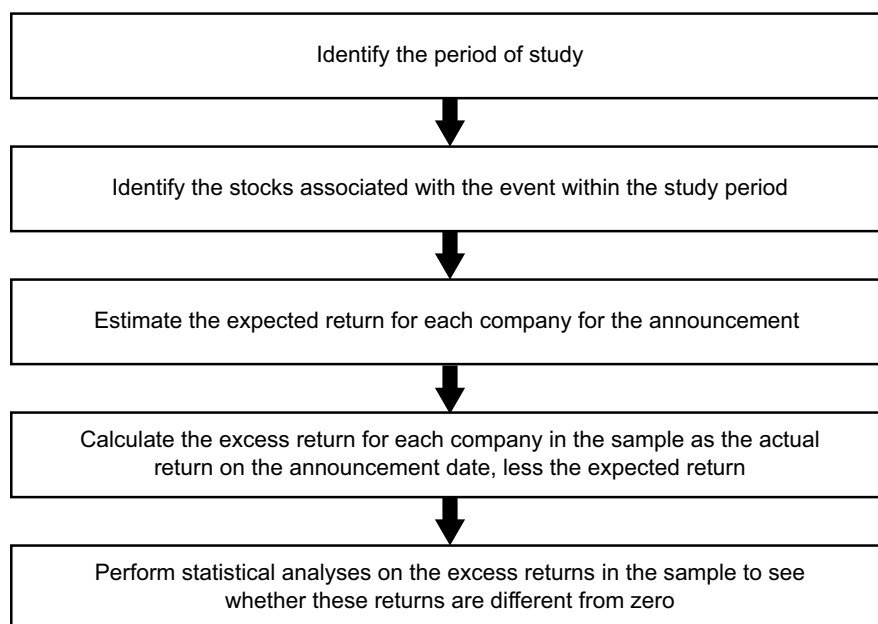 Identify the period of study
Identify the stocks associated with the event within the study period
Estimate the expected return for each company for the announcement
Calculate the excess return for each company in the sample as the actual
return on the announcement date, less the expected return
Perform statistical analyses on the excess returns in the sample to see
whether these returns are different from zero